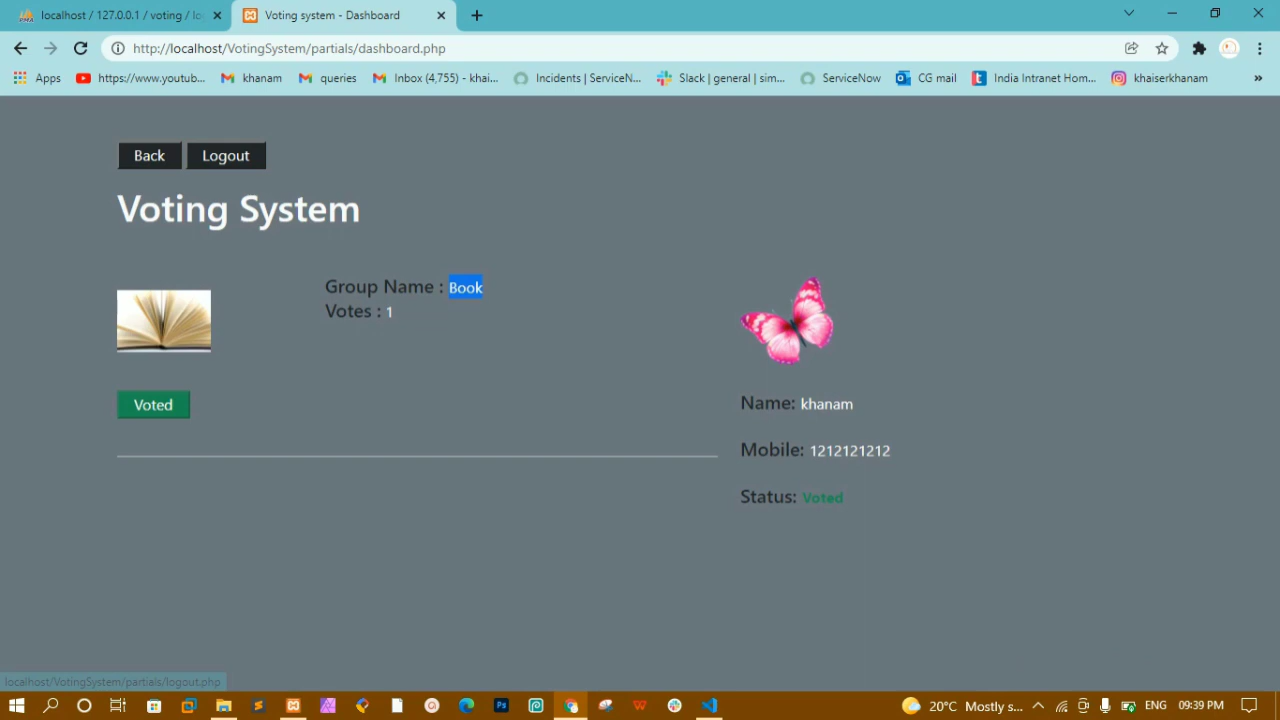 localhost / 127.0.0.1 / voting / lo
Voting system - Dashboard
http://localhost/VotingSystem/partials/dashboard.php
Apps https://www.youtub... khanam queries Inbox (4,755) - khai... Incidents | ServiceN... Slack | general | sim... ServiceNow CG mail India Intranet Hom... khaiserkhanam
Back Logout
Voting System
Group Name : Book
Votes : 1
Voted
Name: khanam
Mobile: 1212121212
Status: Voted
localhost/VotingSystem/partials/logout.php
20°C Mostly s... ENG 09:39 PM